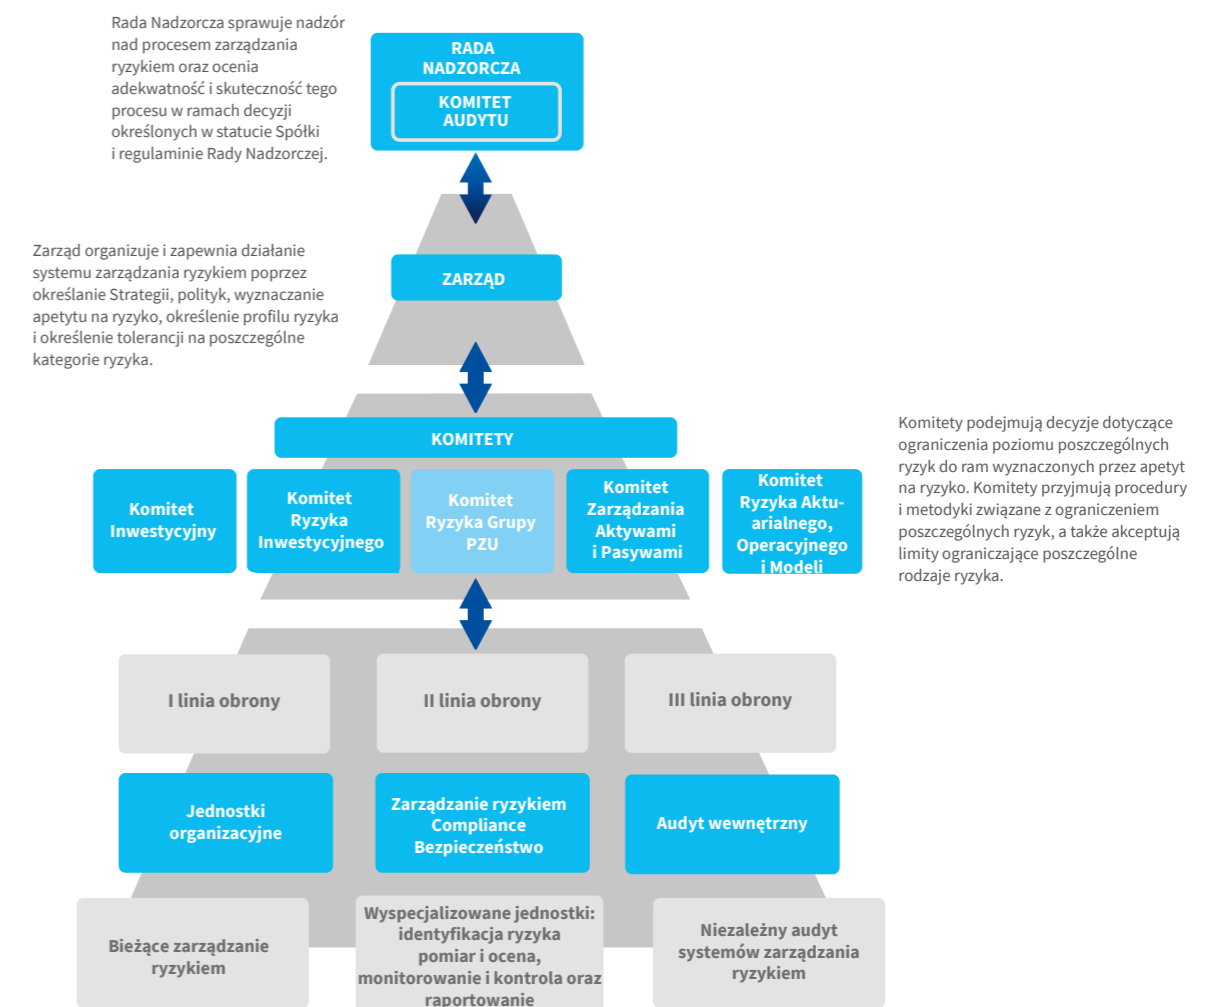 Rada Nadzorcza sprawuje nadzór
nad procesem zarządzania
ryzykiem oraz ocenia
adekwatność i skuteczność tego
procesu w ramach decyzji
określonych w statucie Spółki
i regulaminie Rady Nadzorczej.
RADA
NADZORCZA
KOMITET
AUDYTU
Zarząd organizuje i zapewnia działanie
systemu zarządzania ryzykiem poprzez
określanie Strategii, polityk, wyznaczanie
apetytu na ryzyko, określenie profilu ryzyka
i określenie tolerancji na poszczególne
kategorie ryzyka.
ZARZĄD
KOMITETY
Komitet
Inwestycyjny
Komitet
Ryzyka
Inwestycyjnego
Komitet
Ryzyka Grupy
PZU
Komitet
Zarządzania
Aktywami
i Pasywami
Komitet
Ryzyka Aktu-
arialnego,
Operacyjnego
i Modeli
Komitety podejmują decyzje dotyczące
ograniczenia poziomu poszczególnych
ryzyk do ram wyznaczonych przez apetyt
na ryzyko. Komitety przyjmują procedury
i metodyki związane z ograniczeniem
poszczególnych ryzyk, a także akceptują
limity ograniczające poszczególne
rodzaje ryzyka.
I linia obrony
II linia obrony
III linia obrony
Jednostki
organizacyjne
Zarządzanie ryzykiem
Compliance
Bezpieczeństwo
Audyt wewnętrzny
Bieżące zarządzanie
ryzykiem
Wyspecjalizowane jednostki:
identyfikacja ryzyka
pomiar i ocena,
monitorowanie i kontrola oraz
raportowanie
Niezależny audyt
systemów zarządzania
ryzykiem